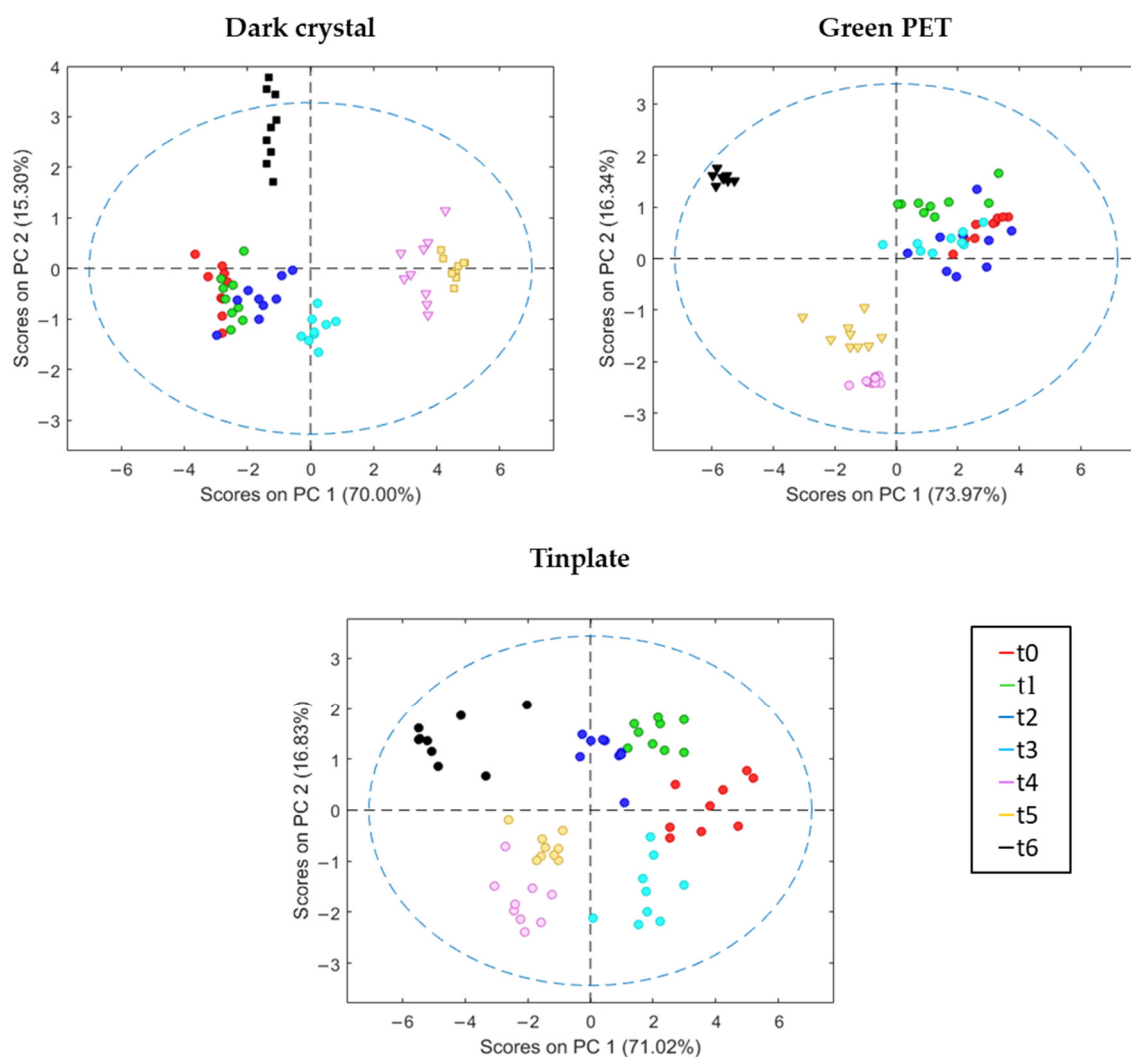 Dark crystal
Green PET
4
3
2
1
0
−1
−2
−3
Scores on PC 2 (15.30%)
−6
−4
−2
0
2
4
6
Scores on PC 1 (70.00%)
3
2
1
0
−1
−2
−3
Scores on PC 2 (16.34%)
−6
−4
−2
0
2
4
6
Scores on PC 1 (73.97%)
Tinplate
3
2
1
0
−1
−2
−3
Scores on PC 2 (16.83%)
−6
−4
−2
0
2
4
6
Scores on PC 1 (71.02%)
t0
t1
t2
t3
t4
t5
t6